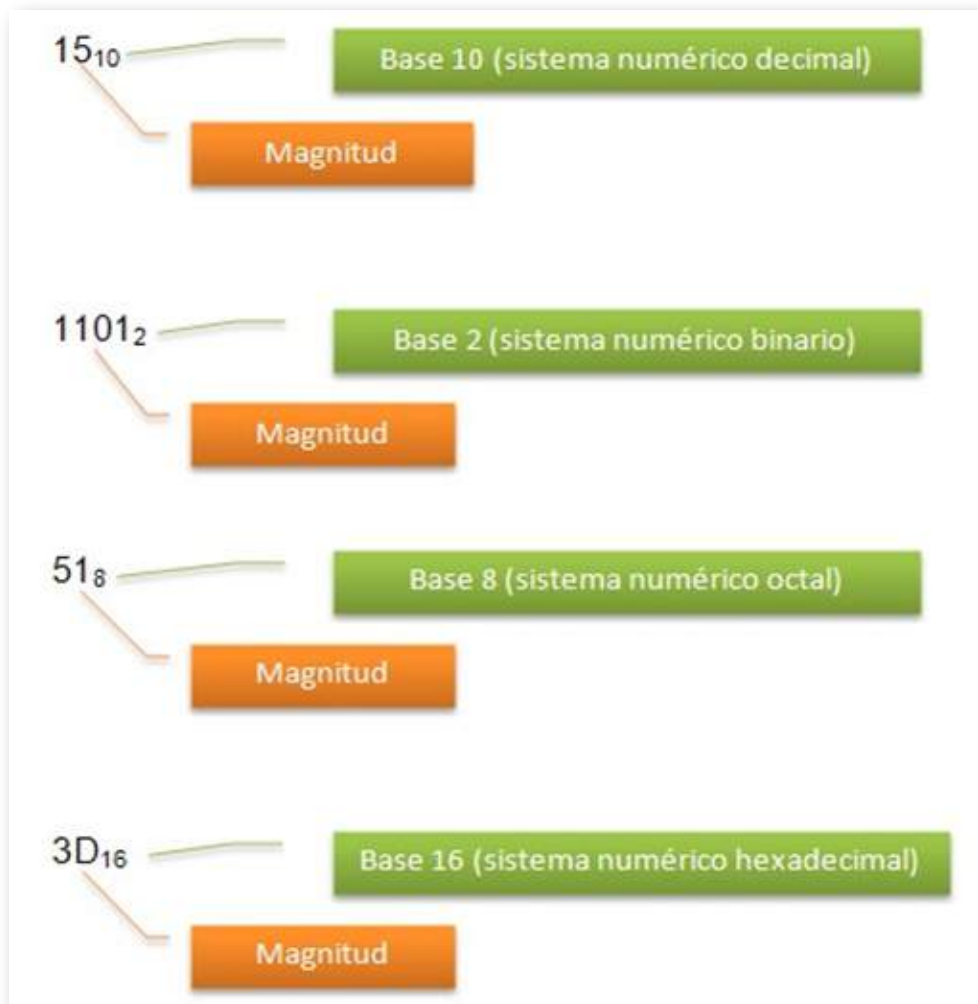 15₁₀
Base 10 (sistema numérico decimal)
Magnitud
1101₂
Base 2 (sistema numérico binario)
Magnitud
51₈
Base 8 (sistema numérico octal)
Magnitud
3D₁₆
Base 16 (sistema numérico hexadecimal)
Magnitud